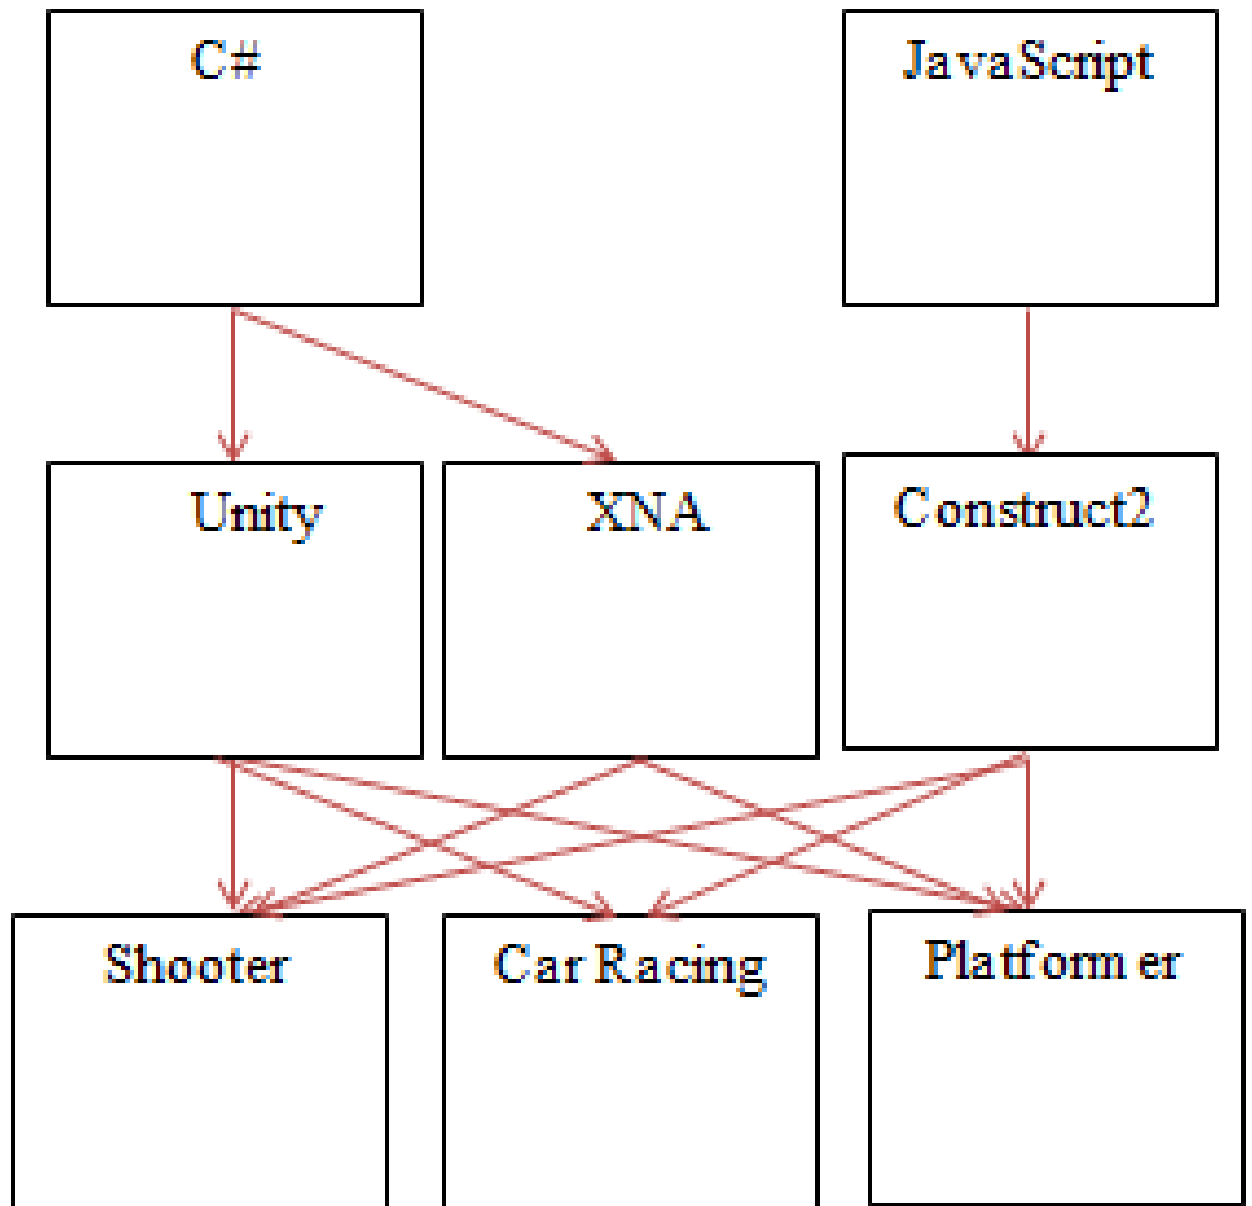 C#
JavaScript
Unity
XNA
Construct2
Shooter
Car Racing
Platformer